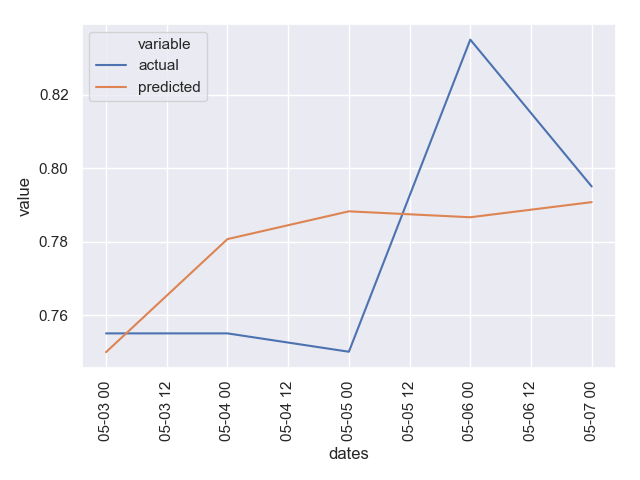 variable
actual
predicted
0.82
0.80
0.78
0.76
value
05-03 00
05-03 12
05-04 00
05-04 12
05-05 00
05-05 12
05-06 00
05-06 12
05-07 00
dates